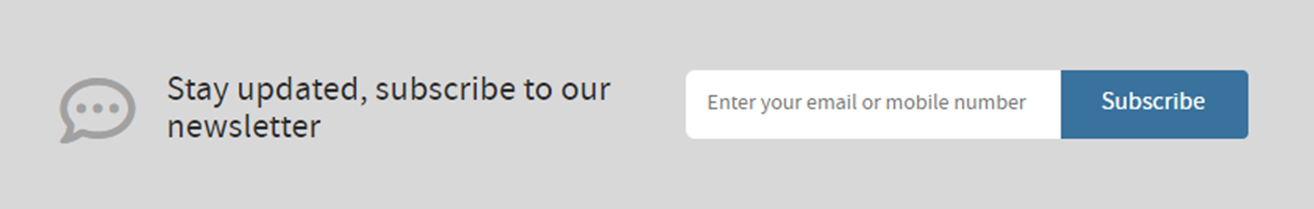 Stay updated, subscribe to our
newsletter
Enter your email or mobile number
Subscribe